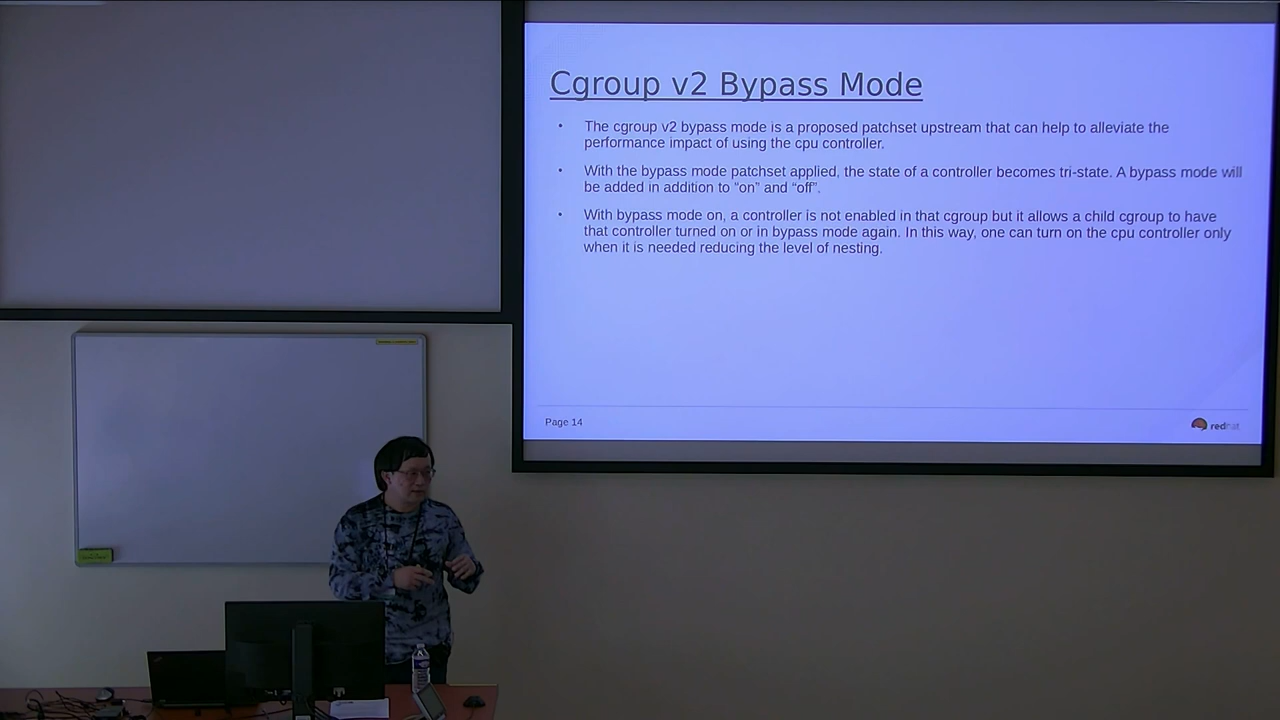 Cgroup v2 Bypass Mode
• The cgroup v2 bypass mode is a proposed patchset upstream that can help to alleviate the
performance impact of using the cpu controller.
• With the bypass mode patchset applied, the state of a controller becomes tri-state. A bypass mode will
be added in addition to "on" and “off”.
• With bypass mode on, a controller is not enabled in that cgroup but it allows a child cgroup to have
that controller turned on or in bypass mode again. In this way, one can turn on the cpu controller only
when it is needed reducing the level of nesting.
Page 14
redhat